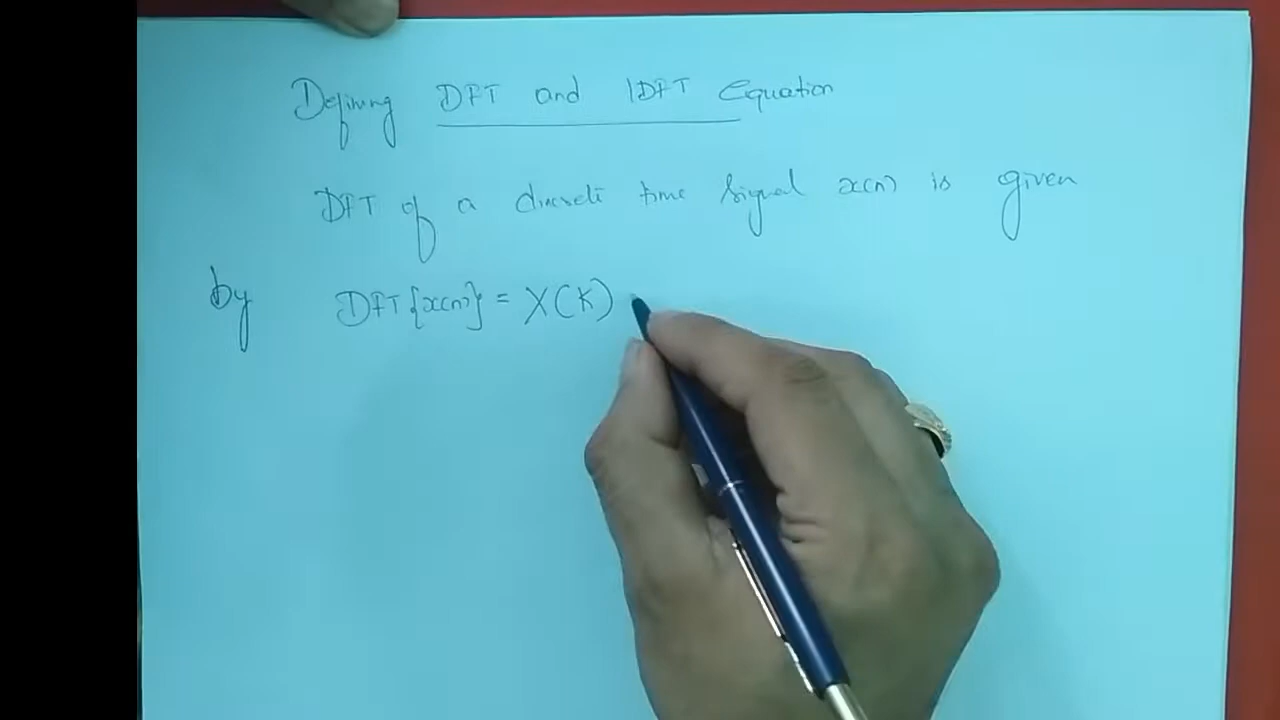 Defining DFT and IDFT Equation
DFT of a discrete time signal x(n) is given
by DFT{x(n)} = X(K)